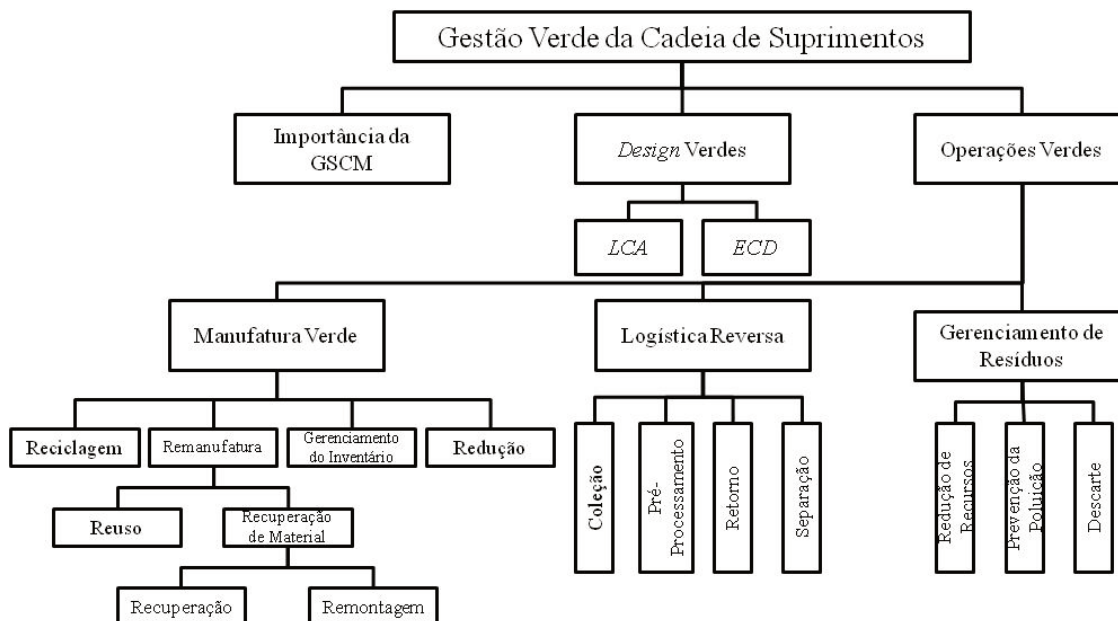 Gestão Verde da Cadeia de Suprimentos
Importância da
GSCM
Design Verdes
Operações Verdes
LCA
ECD
Manufatura Verde
Logística Reversa
Gerenciamento de
Resíduos
Reciclagem
Remanufatura
Gerenciamento
do Inventário
Redução
Coleção
Pré-
Processamento
Retorno
Separação
Redução de
Recursos
Prevenção da
Poluição
Descarte
Reuso
Recuperação
de Material
Recuperação
Remontagem